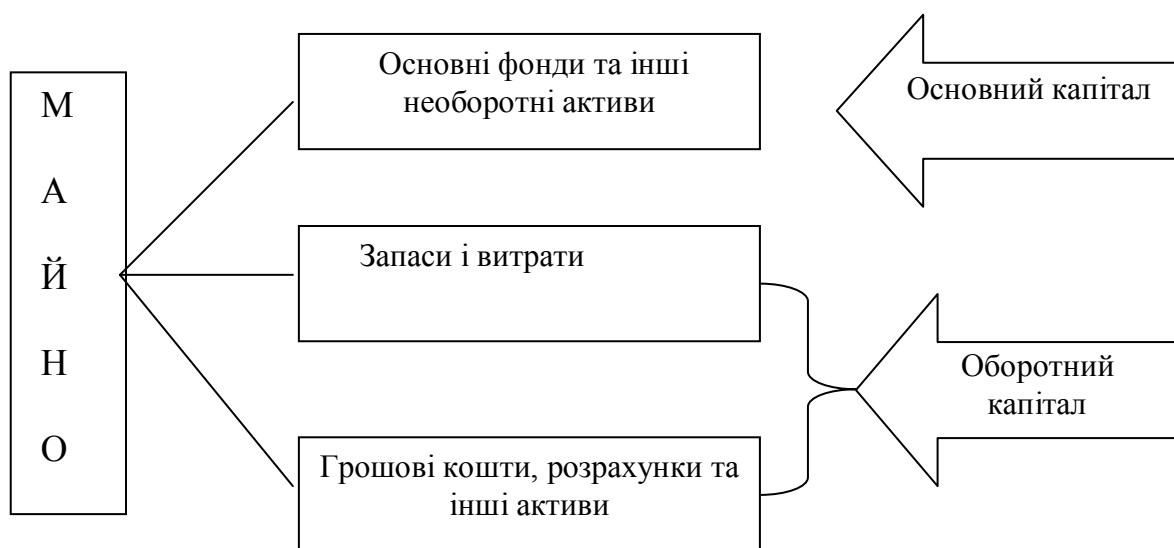 М
А
Й
Н
О
Основні фонди та інші
необоротні активи
Основний капітал
Запаси і витрати
Оборотний
капітал
Грошові кошти, розрахунки та
інші активи